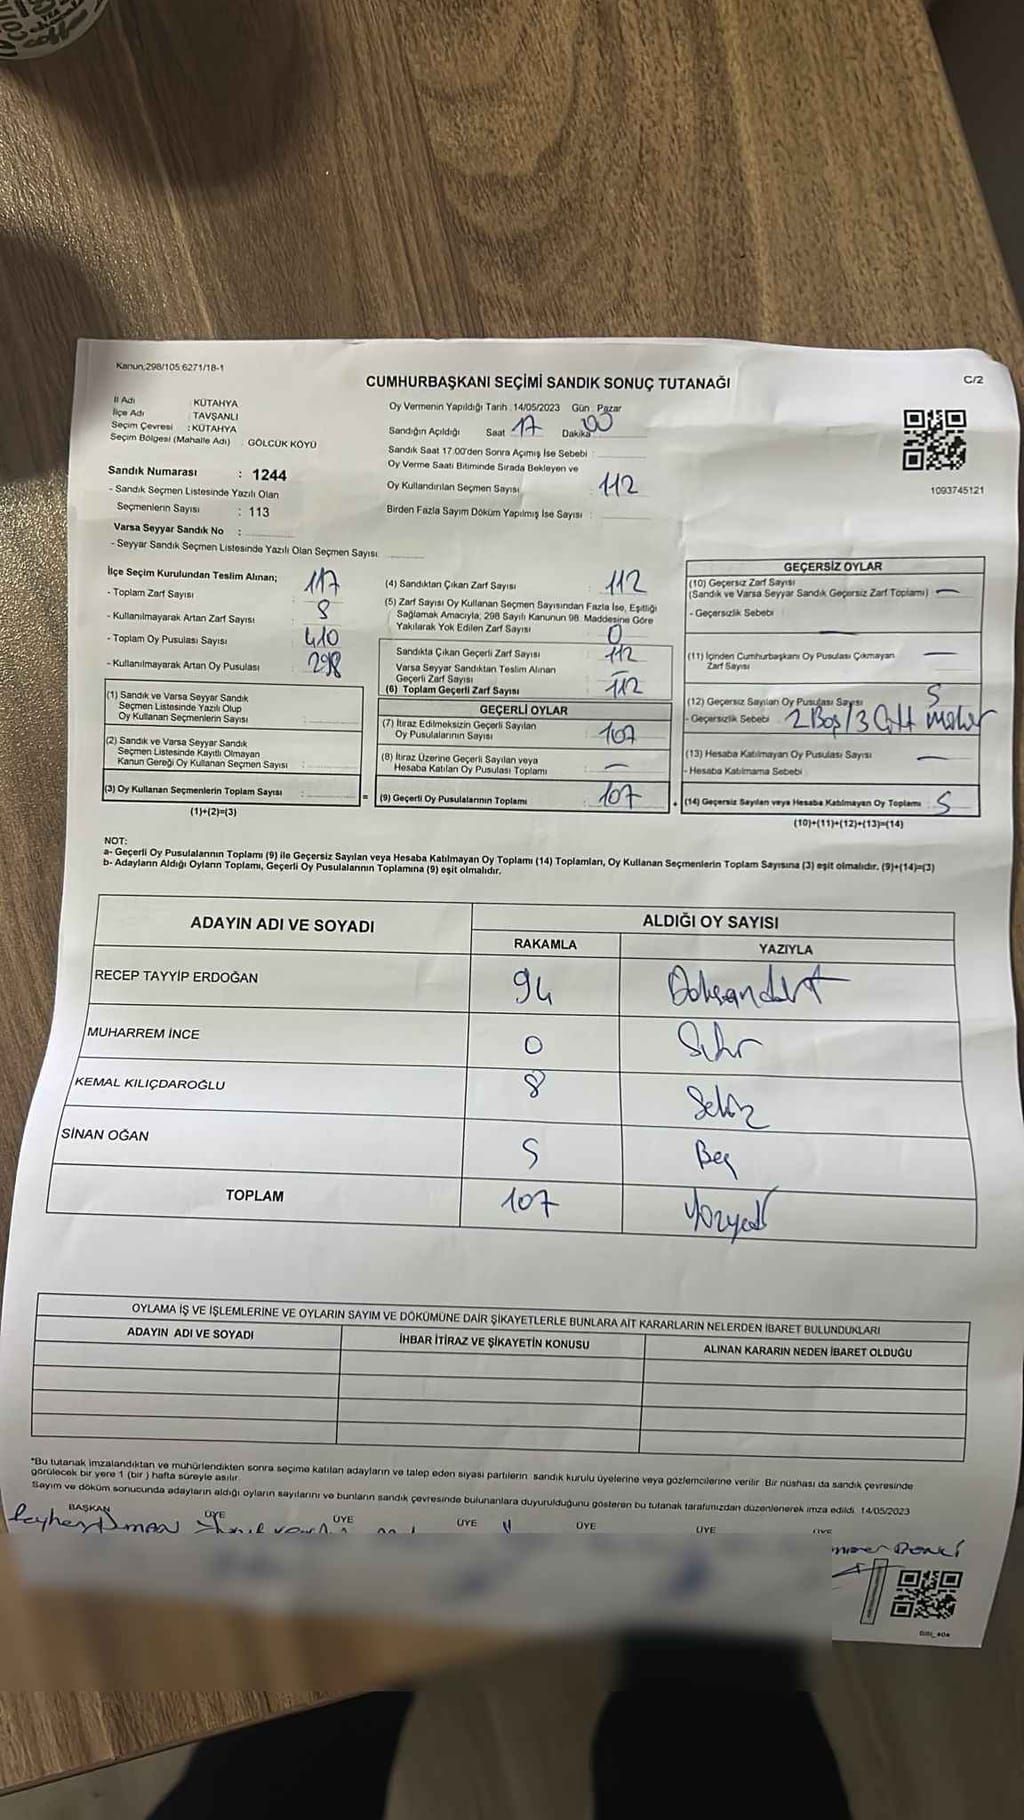 Kanun;298/105 6271/18-1
CUMHURBAŞKANI SEÇİMİ SANDIK SONUÇ TUTANAĞI
C/2
İl Adı : KÜTAHYA
İlçe Adı : TAVŞANLI
Seçim Çevresi : KÜTAHYA
Seçim Bölgesi (Mahalle Adı) : GÖLCÜK KÖYÜ
Sandık Numarası : 1244
- Sandık Seçmen Listesinde Yazılı Olan
Seçmenlerin Sayısı : 113
Varsa Seyyar Sandık No :
- Seyyar Sandık Seçmen Listesinde Yazılı Olan Seçmen Sayısı
Oy Vermenin Yapıldığı Tarih :14/05/2023 Gün : Pazar
Sandığın Açıldığı Saat 17 Dakika 00
Sandık Saat 17:00'den Sonra Açımış İse Sebebi :
Oy Verme Saati Bitiminde Sırada Bekleyen ve
Oy Kullandırılan Seçmen Sayısı 112
Birden Fazla Sayım Döküm Yapılmış İse Sayısı :
1093745121
İlçe Seçim Kurulundan Teslim Alınan;
- Toplam Zarf Sayısı 117
- Kullanılmayarak Artan Zarf Sayısı 8
- Toplam Oy Pusulası Sayısı 410
- Kullanılmayarak Artan Oy Pusulası 298
(1) Sandık ve Varsa Seyyar Sandık
Seçmen Listesinde Yazılı Olup
Oy Kullanan Seçmenlerin Sayısı :
(2) Sandık ve Varsa Seyyar Sandık
Seçmen Listesinde Kayıtlı Olmayan
Kanun Gereği Oy Kullanan Seçmen Sayısı :
(3) Oy Kullanan Seçmenlerin Toplam Sayısı :
(1)+(2)=(3)
(4) Sandıktan Çıkan Zarf Sayısı 112
(5) Zarf Sayısı Oy Kullanan Seçmen Sayısından Fazla İse, Eşitliği
Sağlamak Amacıyla, 298 Sayılı Kanunun 98. Maddesine Göre
Yakılarak Yok Edilen Zarf Sayısı 0
Sandıkta Çıkan Geçerli Zarf Sayısı 112
Varsa Seyyar Sandıktan Teslim Alınan
Geçerli Zarf Sayısı
(6) Toplam Geçerli Zarf Sayısı 112
GEÇERLİ OYLAR
(7) İtiraz Edilmeksizin Geçerli Sayılan
Oy Pusulalarının Sayısı 107
(8) İtiraz Üzerine Geçerli Sayılan veya
Hesaba Katılan Oy Pusulası Toplamı —
= (9) Geçerli Oy Pusulalarının Toplamı 107
GEÇERSİZ OYLAR
(10) Geçersiz Zarf Sayısı
(Sandık ve Varsa Seyyar Sandık Geçersiz Zarf Toplamı) —
- Geçersizlik Sebebi :
(11) İçinden Cumhurbaşkanı Oy Pusulası Çıkmayan
Zarf Sayısı —
(12) Geçersiz Sayılan Oy Pusulası Sayısı 5
- Geçersizlik Sebebi 2 Boş/3 Çift mühür
(13) Hesaba Katılmayan Oy Pusulası Sayısı —
- Hesaba Katılmama Sebebi :
+ (14) Geçersiz Sayılan veya Hesaba Katılmayan Oy Toplamı : 5
(10)+(11)+(12)+(13)=(14)
NOT:
a- Geçerli Oy Pusulalarının Toplamı (9) ile Geçersiz Sayılan veya Hesaba Katılmayan Oy Toplamı (14) Toplamları, Oy Kullanan Seçmenlerin Toplam Sayısına (3) eşit olmalıdır. (9)+(14)=(3)
b- Adayların Aldığı Oyların Toplamı, Geçerli Oy Pusulalarının Toplamına (9) eşit olmalıdır.
ADAYIN ADI VE SOYADI
ALDIĞI OY SAYISI
RAKAMLA YAZIYLA
RECEP TAYYİP ERDOĞAN 94 Doksandört
MUHARREM İNCE 0 Sıfır
KEMAL KILIÇDAROĞLU 8 Sekiz
SİNAN OĞAN 5 Beş
TOPLAM 107 Yüzyedi
OYLAMA İŞ VE İŞLEMLERİNE VE OYLARIN SAYIM VE DÖKÜMÜNE DAİR ŞİKAYETLERLE BUNLARA AİT KARARLARIN NELERDEN İBARET BULUNDUKLARI
ADAYIN ADI VE SOYADI İHBAR İTİRAZ VE ŞİKAYETİN KONUSU ALINAN KARARIN NEDEN İBARET OLDUĞU
*Bu tutanak imzalandıktan ve mühürlendikten sonra seçime katılan adayların ve talep eden siyasi partilerin sandık kurulu üyelerine veya gözlemcilerine verilir. Bir nüshası da sandık çevresinde
görülecek bir yere 1 (bir ) hafta süreyle asılır.
Sayım ve döküm sonucunda adayların aldığı oyların sayılarını ve bunların sandık çevresinde bulunanlara duyurulduğunu gösteren bu tutanak tarafımızdan düzenlenerek imza edildi. 14/05/2023
BAŞKAN ÜYE ÜYE ÜYE ÜYE ÜYE ÜYE